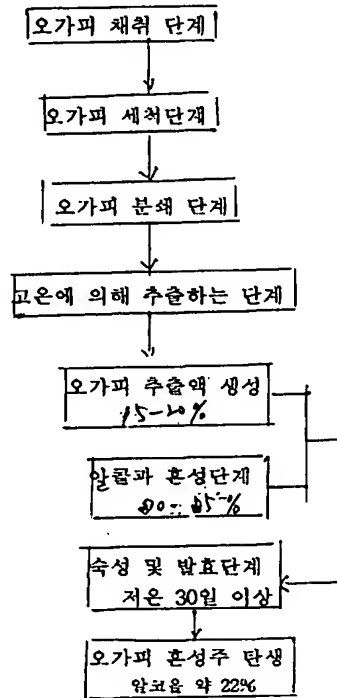 오가피 채취 단계
오가피 세척단계
오가피 분쇄 단계
고온에 의해 추출하는 단계
오가피 추출액 생성
15-20%
알콜과 혼성단계
80-85%
숙성 및 발효단계
저온 30일 이상
오가피 혼성주 탄생
알코올 약 22%